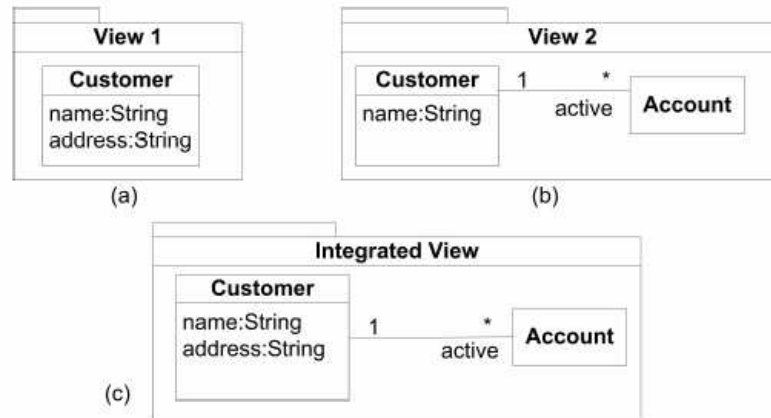 View 1
Customer
name:String
address:String
(a)
View 2
Customer
name:String
1
*
active
Account
(b)
Integrated View
Customer
name:String
address:String
1
*
active
Account
(c)